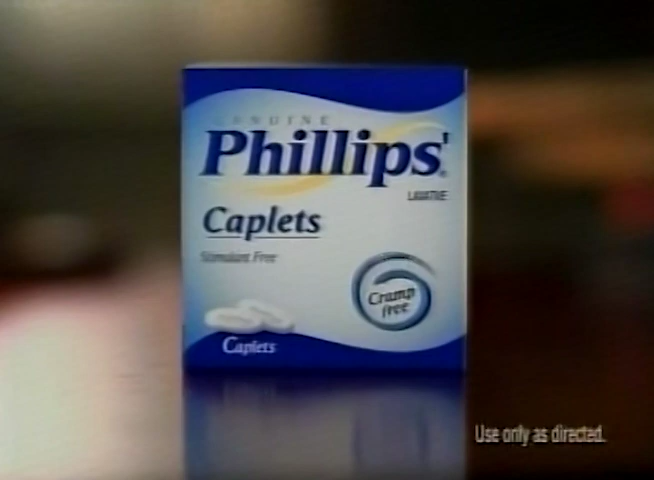 GENUINE
Phillips'®
LAXATIVE
Caplets
Stimulant Free
Cramp
free
Caplets
Use only as directed.